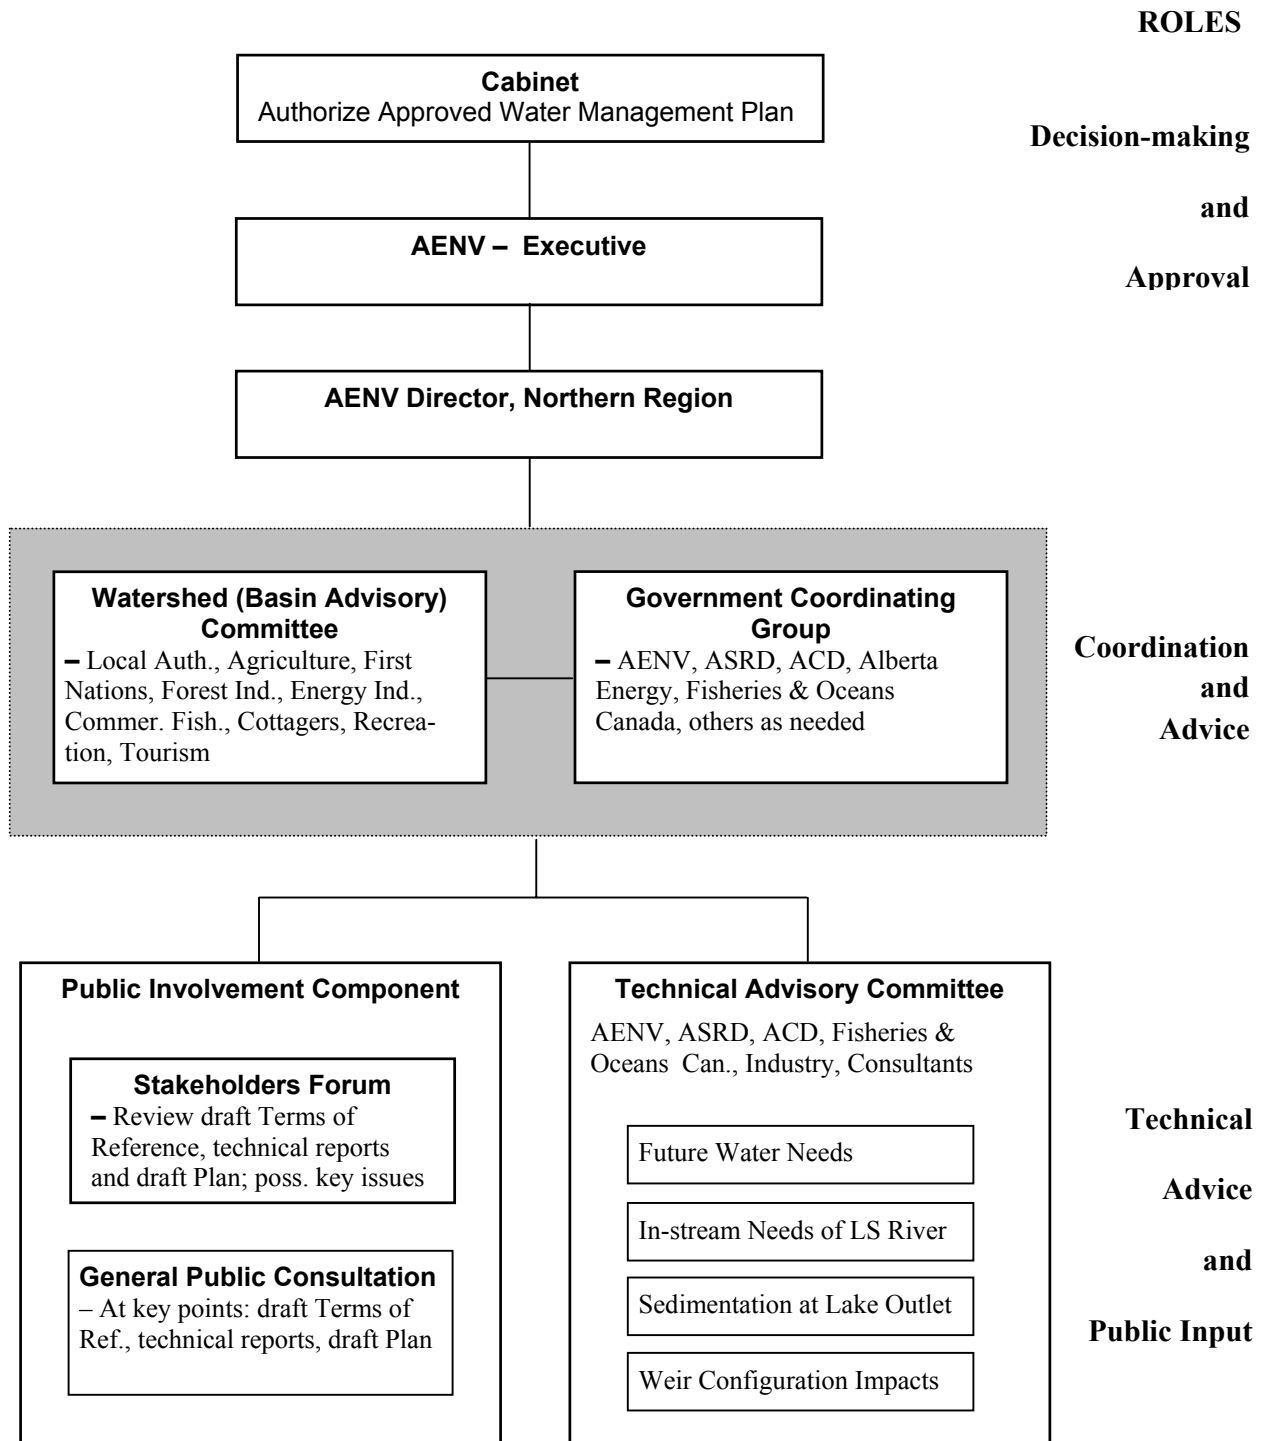 ROLES
Cabinet
Authorize Approved Water Management Plan
Decision-making
and
Approval
AENV – Executive
AENV Director, Northern Region
Watershed (Basin Advisory)
Committee
– Local Auth., Agriculture, First
Nations, Forest Ind., Energy Ind.,
Commer. Fish., Cottagers, Recrea-
tion, Tourism
Government Coordinating
Group
– AENV, ASRD, ACD, Alberta
Energy, Fisheries & Oceans
Canada, others as needed
Coordination
and
Advice
Public Involvement Component
Stakeholders Forum
– Review draft Terms of
Reference, technical reports
and draft Plan; poss. key issues
General Public Consultation
– At key points: draft Terms of
Ref., technical reports, draft Plan
Technical Advisory Committee
AENV, ASRD, ACD, Fisheries &
Oceans Can., Industry, Consultants
Future Water Needs
In-stream Needs of LS River
Sedimentation at Lake Outlet
Weir Configuration Impacts
Technical
Advice
and
Public Input